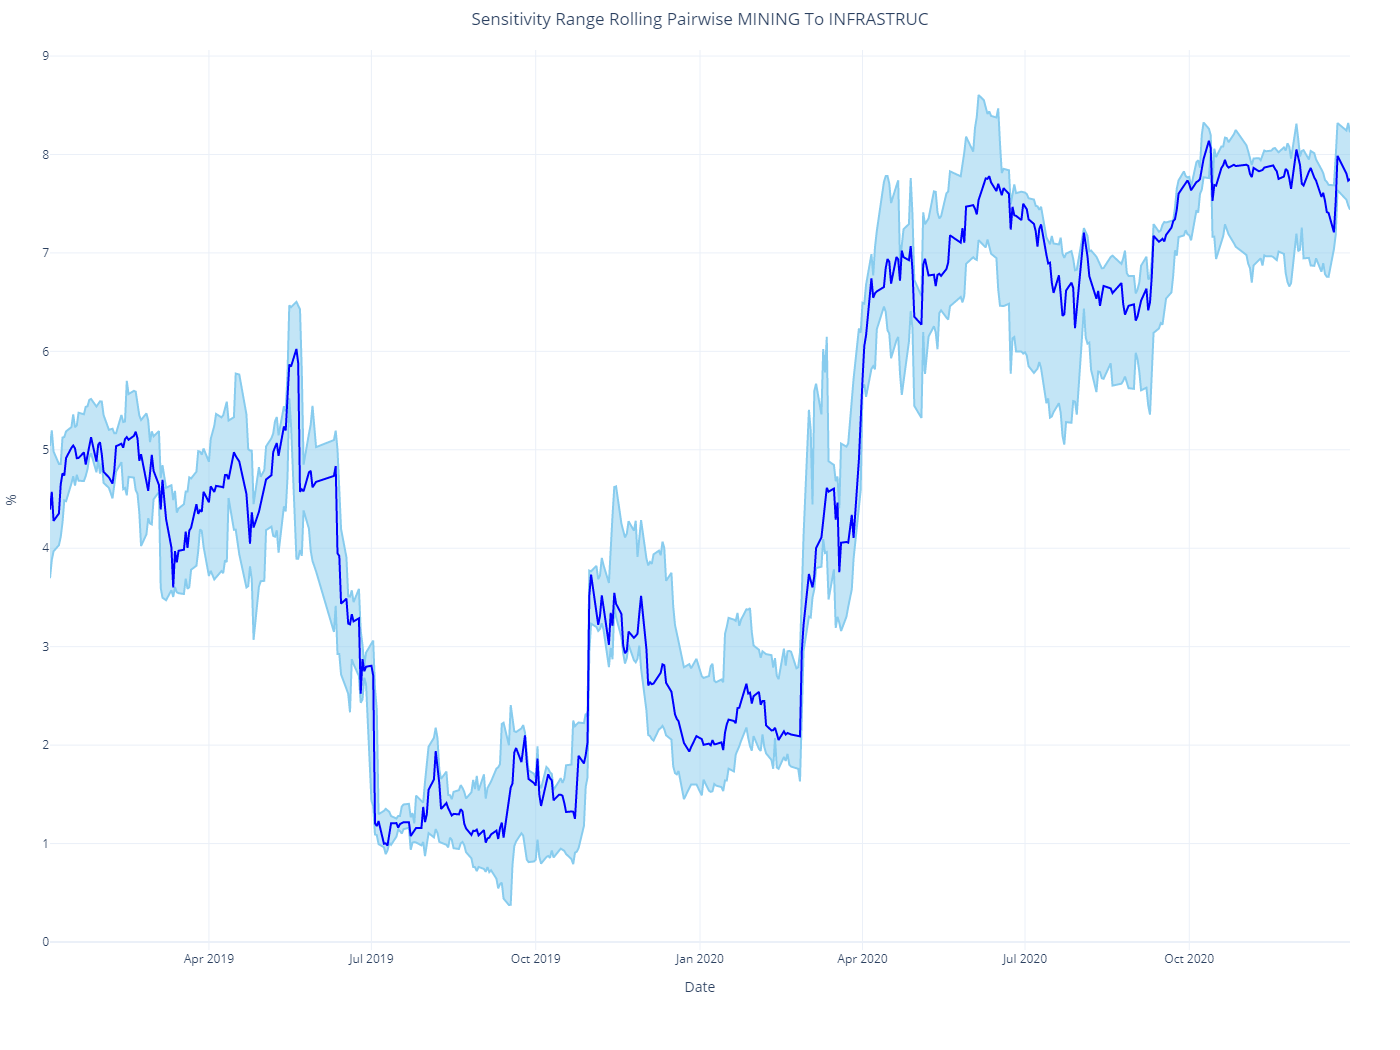 Sensitivity Range Rolling Pairwise MINING To INFRASTRUC
9
8
7
6
5
4
3
2
1
0
%
Apr 2019
Jul 2019
Oct 2019
Jan 2020
Apr 2020
Jul 2020
Oct 2020
Date